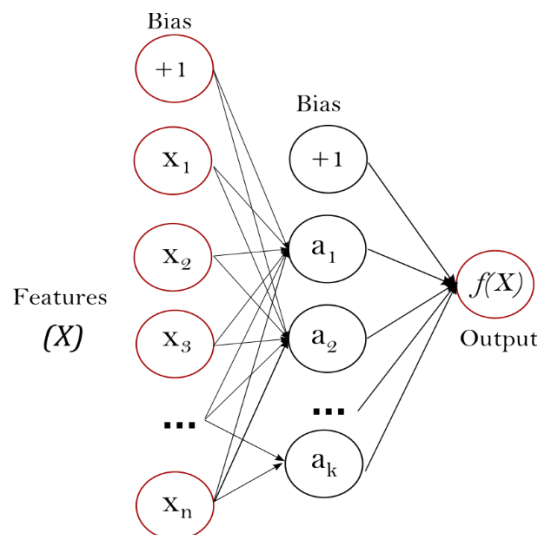 Bias
+1
Bias
x₁
+1
x₂
a₁
Features
(X)
f(X)
Output
x₃
a₂
...
...
aₖ
xₙ